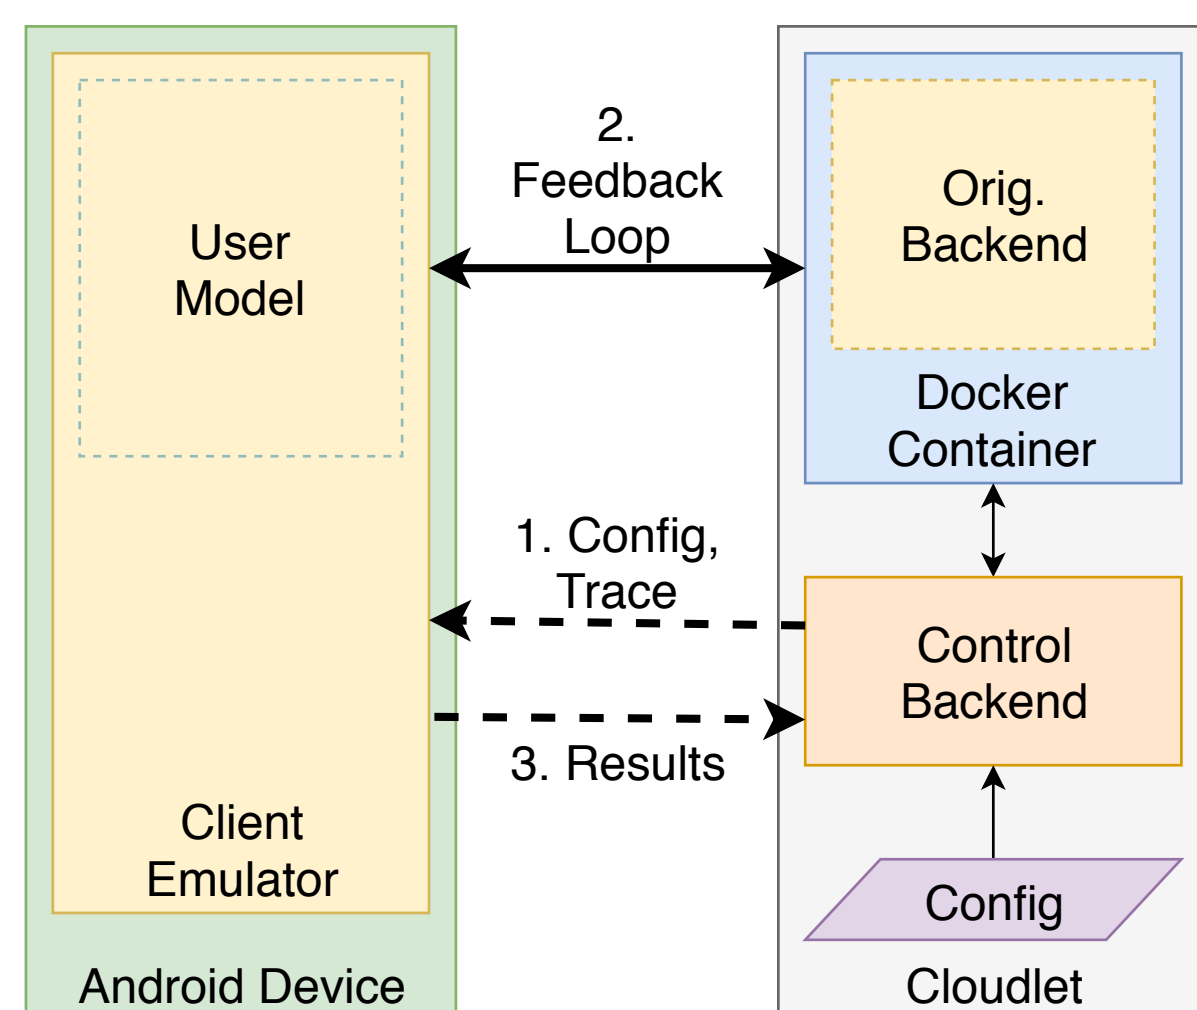 User
Model
Client
Emulator
Android Device
2.
Feedback
Loop
1. Config,
Trace
3. Results
Orig.
Backend
Docker
Container
Control
Backend
Config
Cloudlet